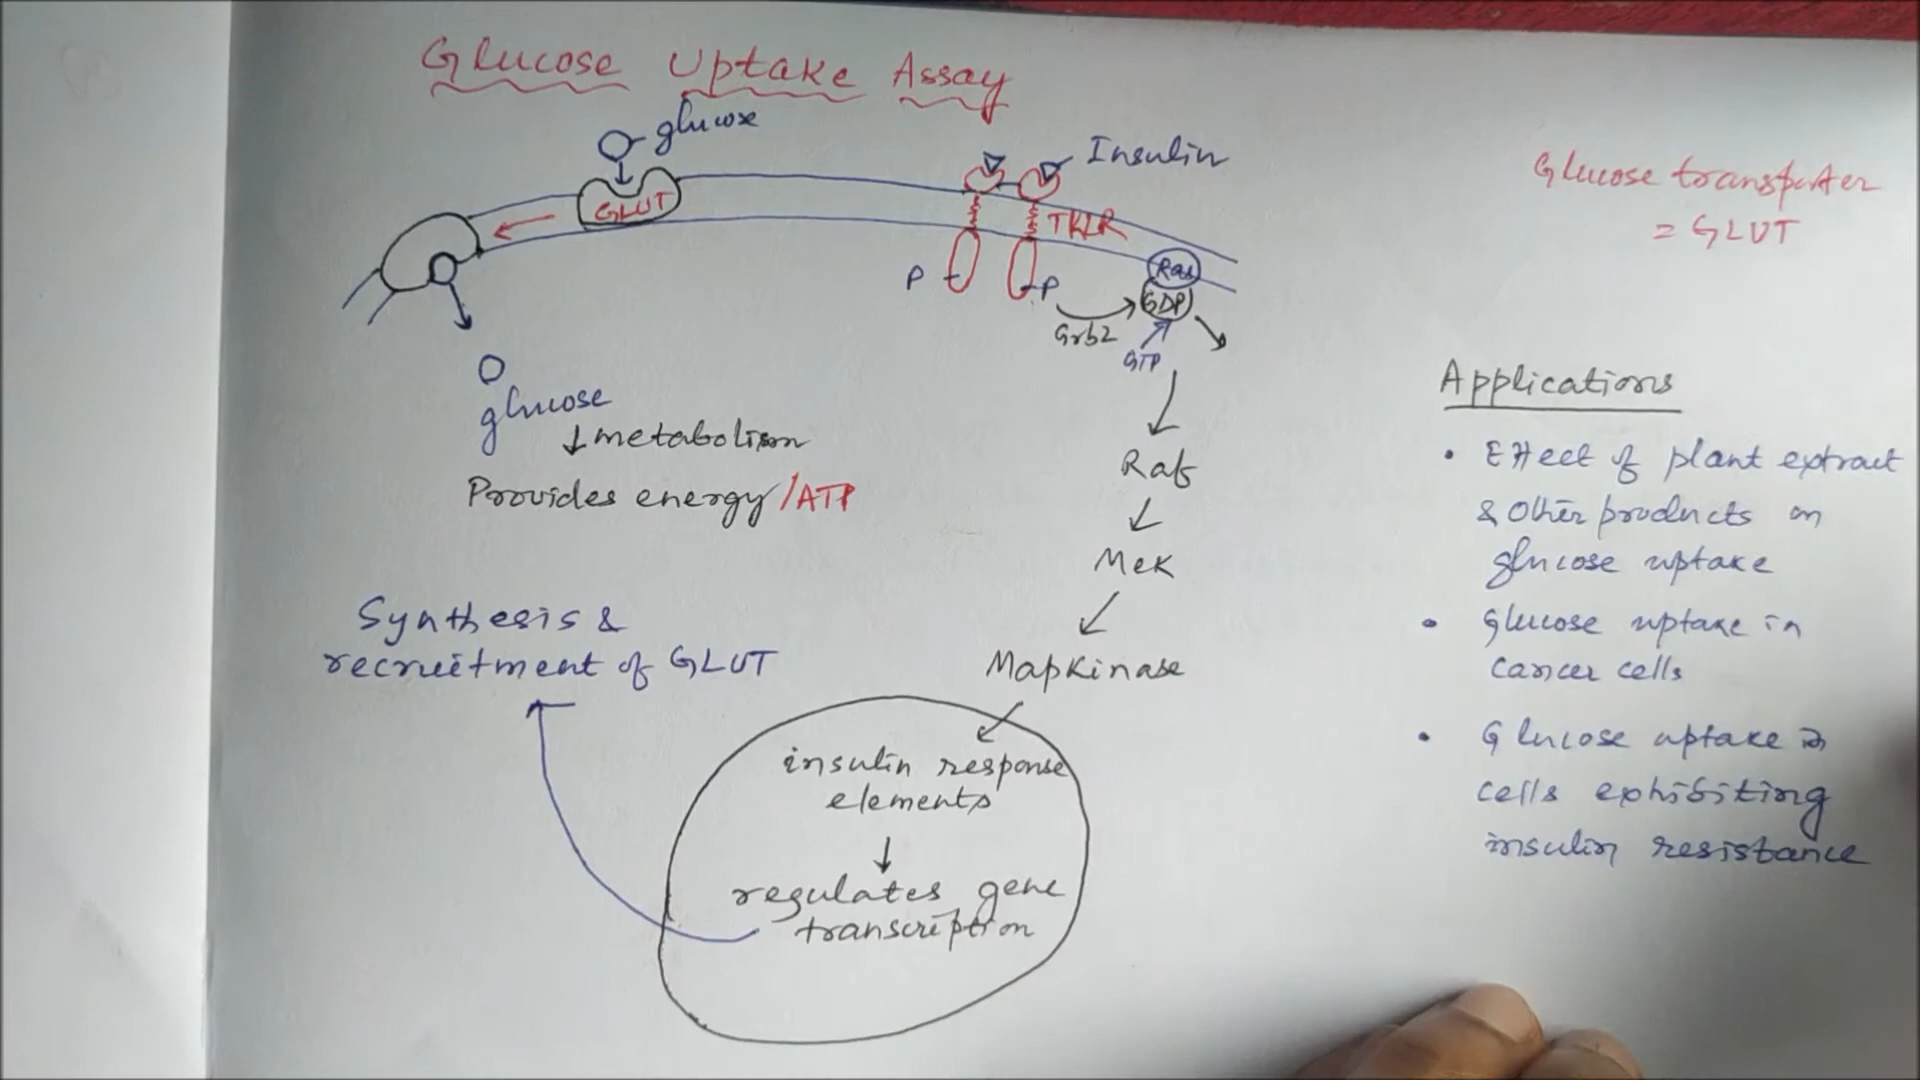 Glucose Uptake Assay
glucose
Insulin
GLUT
TKLR
Ras
GDP
P
P
Grb2
GTP
glucose
↓ metabolism
Provides energy/ATP
Raf
Mek
Mapkinase
insulin response
elements
regulates gene
transcription
Synthesis &
recruitment of GLUT
Glucose transporter
= GLUT
Applications
• Effect of plant extract
& other products on
glucose uptake
• Glucose uptake in
cancer cells
• Glucose uptake in
cells exhibiting
insulin resistance